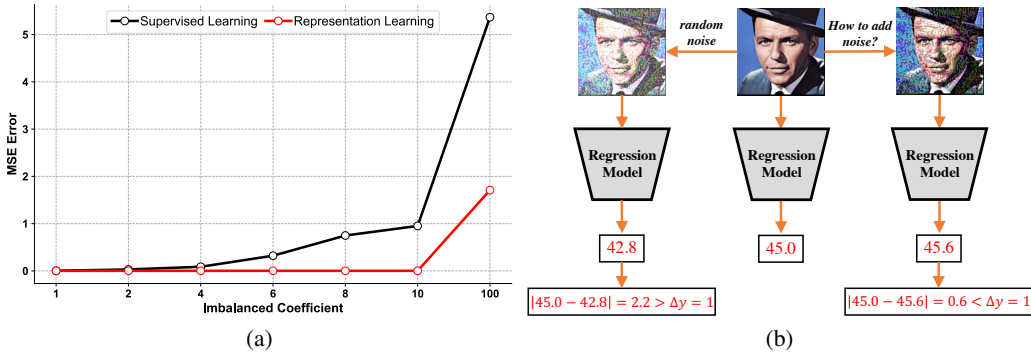 Supervised Learning
Representation Learning
MSE Error
5
4
3
2
1
0
1
2
4
6
8
10
100
Imbalanced Coefficient
(a)
random
noise
How to add
noise?
Regression
Model
Regression
Model
Regression
Model
42.8
45.0
45.6
|45.0 − 42.8| = 2.2 > Δy = 1
|45.0 − 45.6| = 0.6 < Δy = 1
(b)